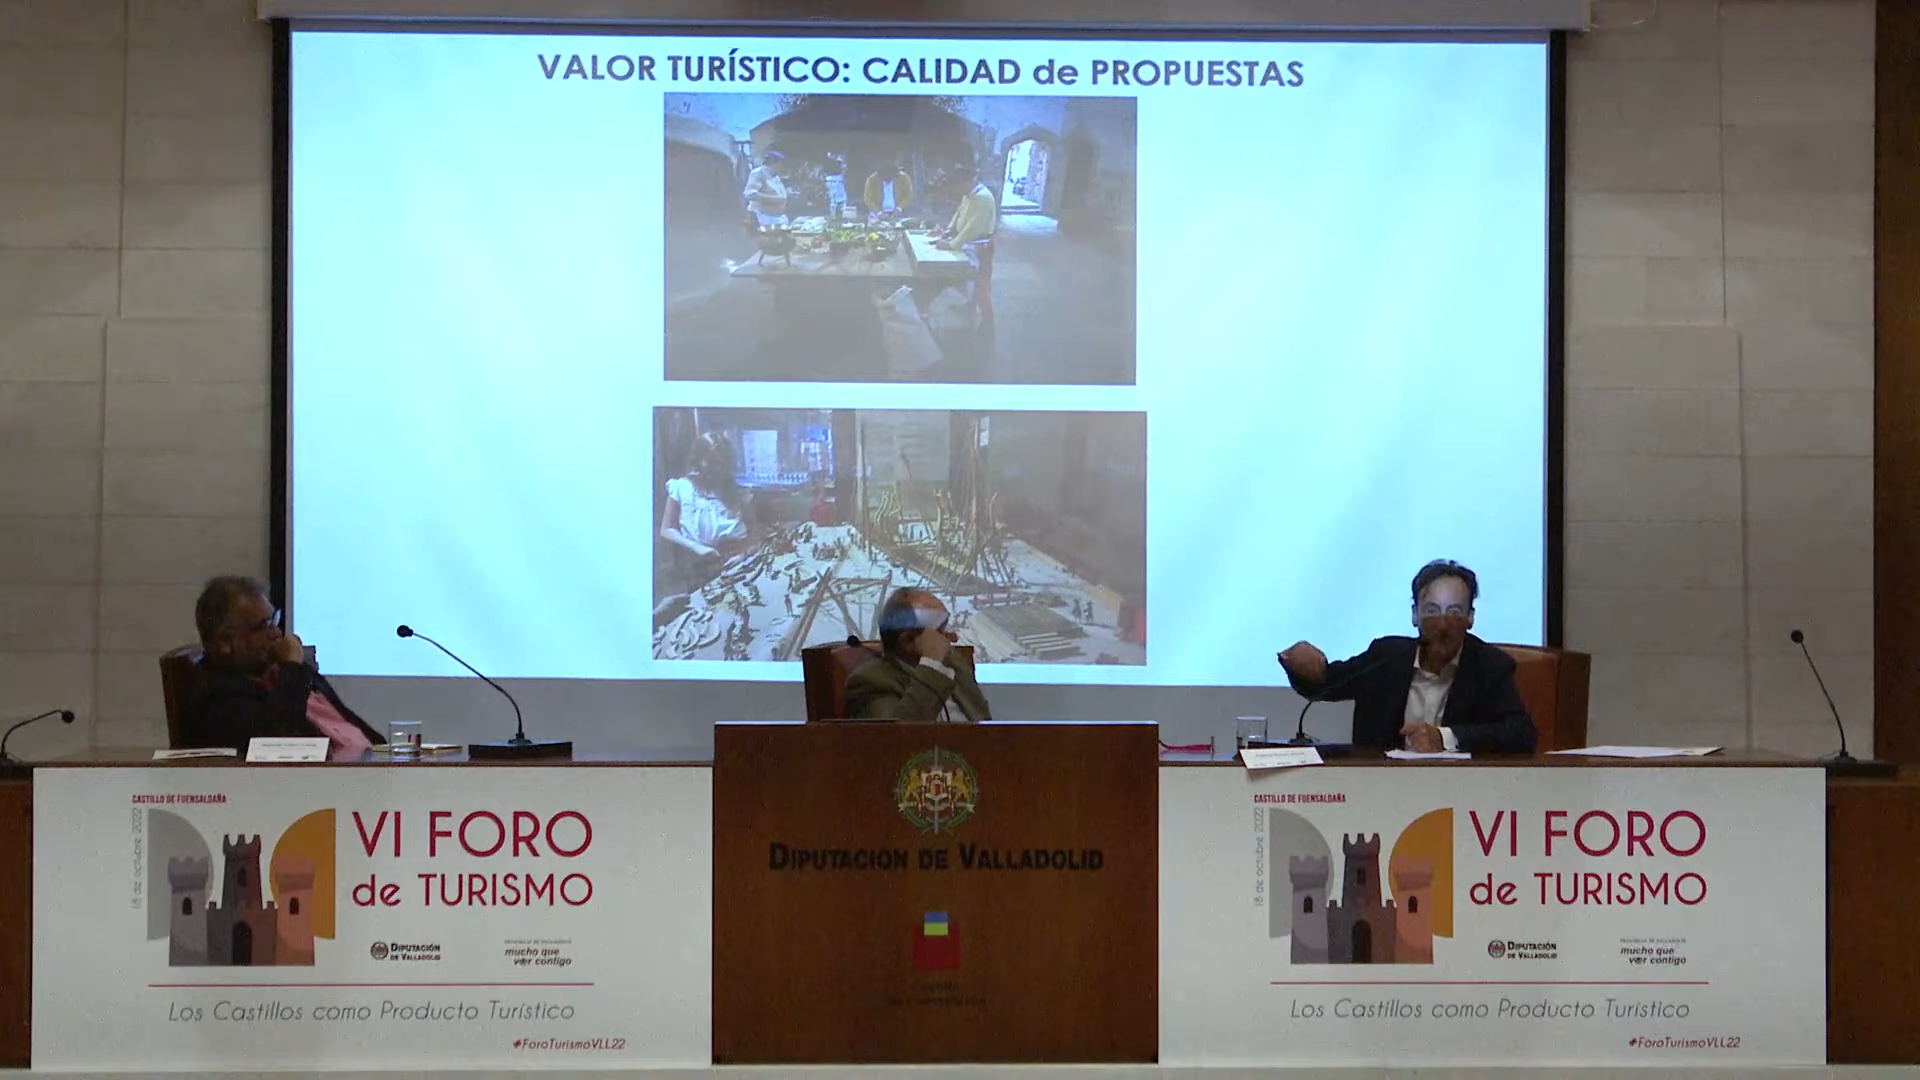 VALOR TURÍSTICO: CALIDAD de PROPUESTAS
CASTILLO DE FUENSALDAÑA
18 de octubre 2022
VI FORO
de TURISMO
DIPUTACIÓN
DE VALLADOLID
mucho que
ver contigo
Los Castillos como Producto Turístico
#ForoTurismoVLL22
DIPUTACION DE VALLADOLID
CASTILLO DE FUENSALDAÑA
18 de octubre 2022
VI FORO
de TURISMO
DIPUTACIÓN
DE VALLADOLID
mucho que
ver contigo
Los Castillos como Producto Turístico
#ForoTurismoVLL22